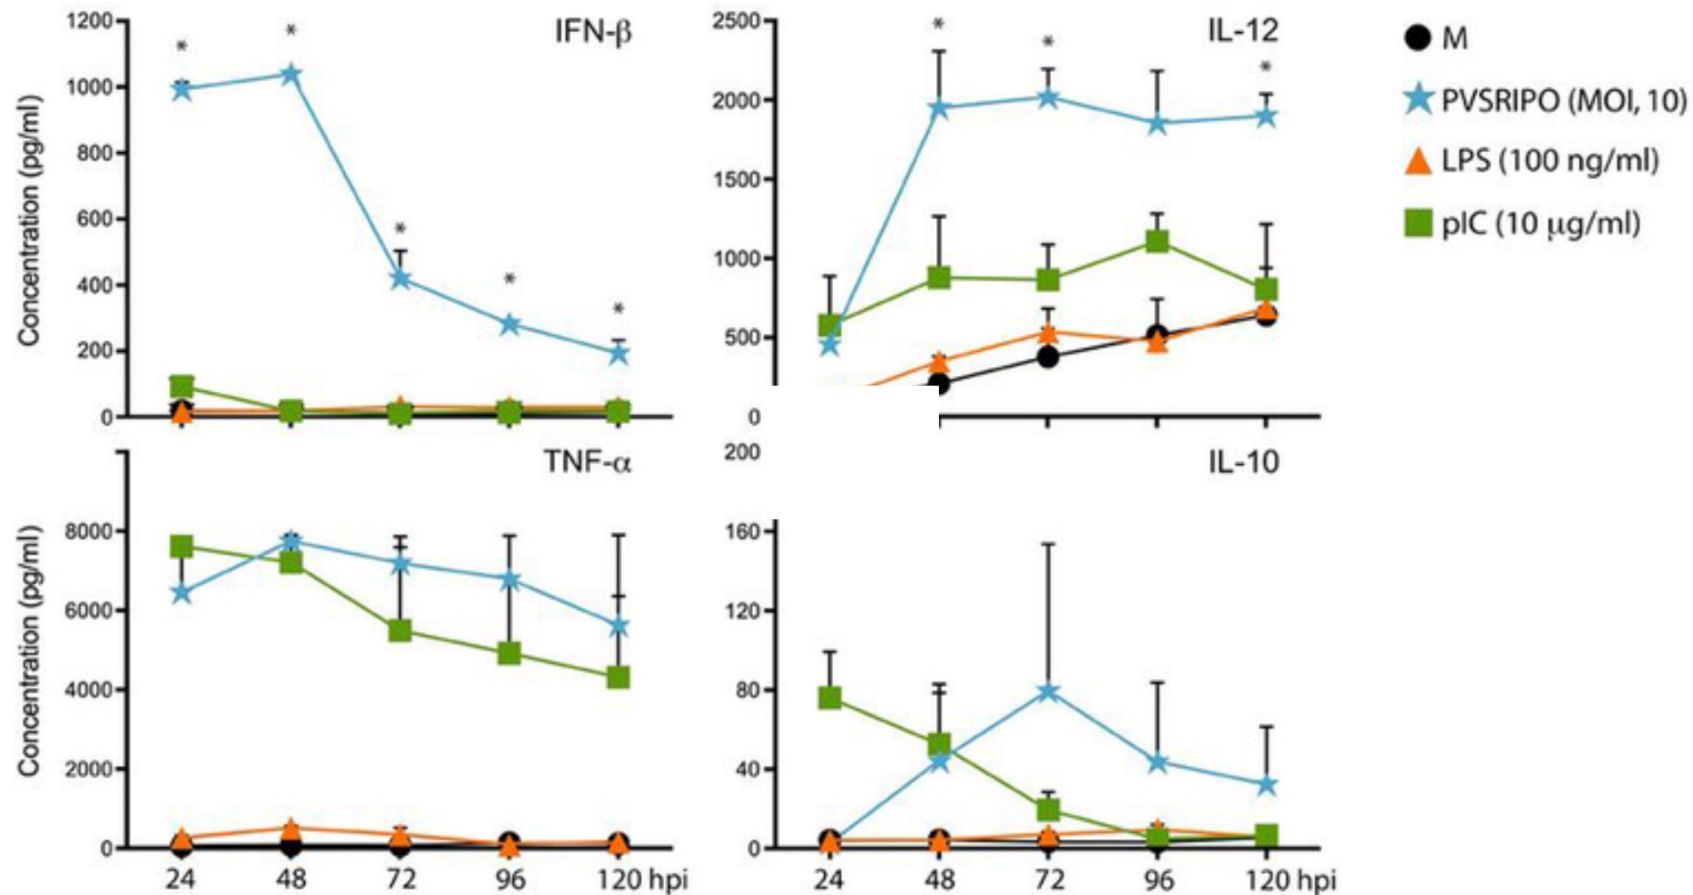 IFN-β
1200
1000
800
600
400
200
0
Concentration (pg/ml)
* * * * *
IL-12
2500
2000
1500
1000
500
0
* * *
M
PVSRIPO (MOI, 10)
LPS (100 ng/ml)
pIC (10 μg/ml)
TNF-α
8000
6000
4000
2000
0
Concentration (pg/ml)
24 48 72 96 120 hpi
IL-10
200
160
120
80
40
0
24 48 72 96 120 hpi